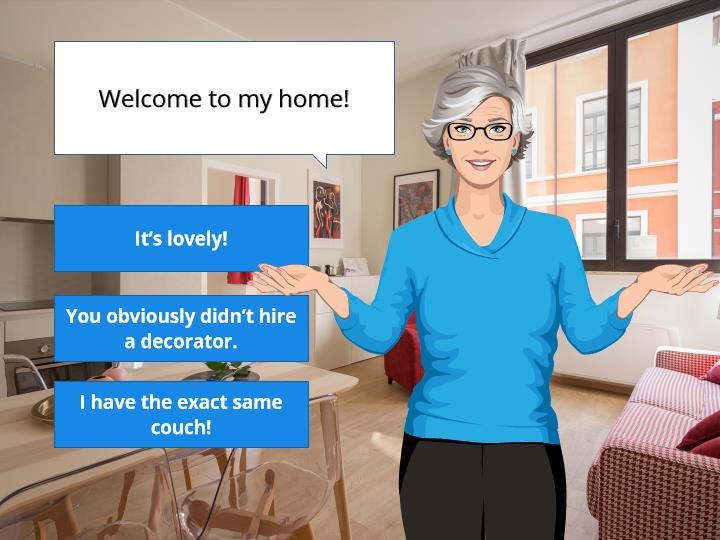 Welcome to my home!
It’s lovely!
You obviously didn’t hire
a decorator.
I have the exact same
couch!